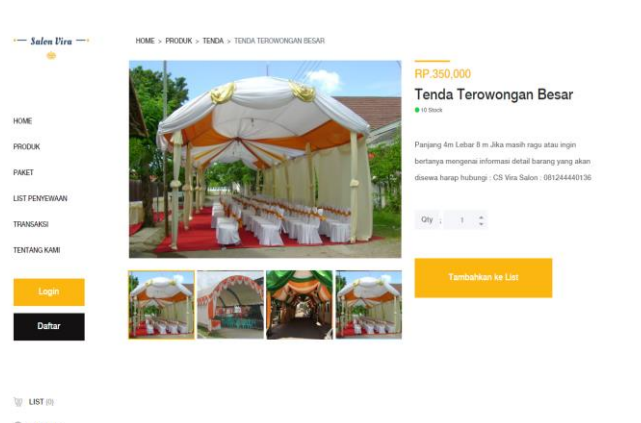 Salon Vira
HOME > PRODUK > TENDA > TENDA TEROWONGAN BESAR
RP.350,000
Tenda Terowongan Besar
10 Stock
Panjang 4m Lebar 8 m Jika masih ragu atau ingin
bertanya mengenai informasi detail barang yang akan
disewa harap hubungi : CS Vira Salon : 081244440136
Qty : 1
Tambahkan ke List
HOME
PRODUK
PAKET
LIST PENYEWAAN
TRANSAKSI
TENTANG KAMI
Login
Daftar
LIST (0)